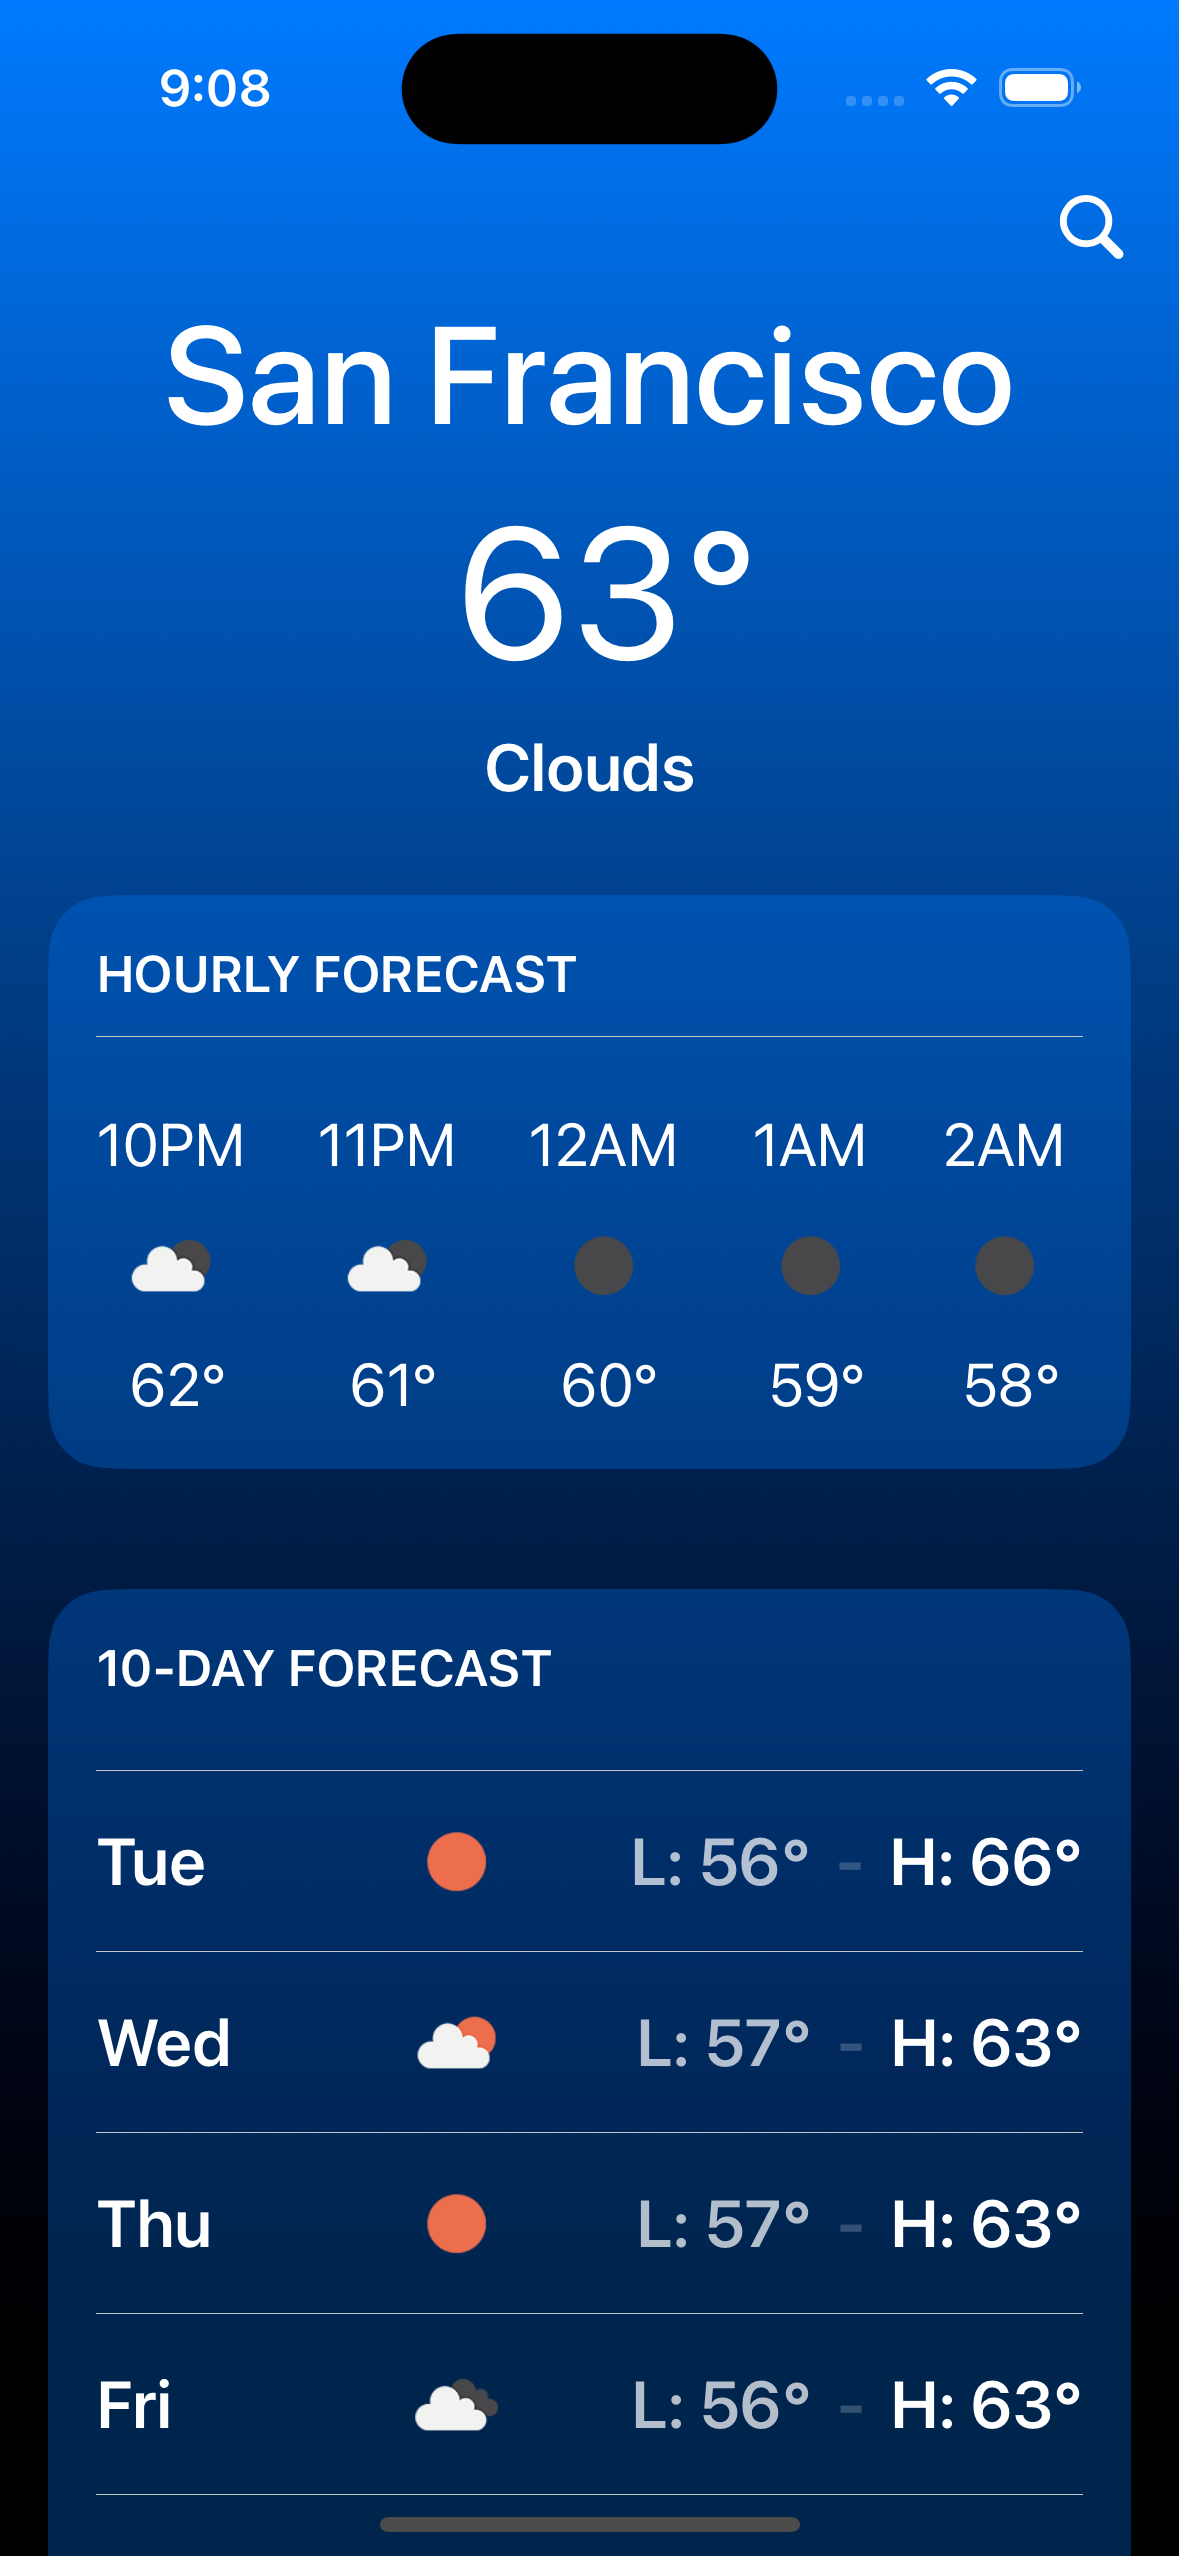 9:08
San Francisco
63°
Clouds
HOURLY FORECAST
10PM 11PM 12AM 1AM 2AM
62° 61° 60° 59° 58°
10-DAY FORECAST
Tue L: 56° - H: 66°
Wed L: 57° - H: 63°
Thu L: 57° - H: 63°
Fri L: 56° - H: 63°